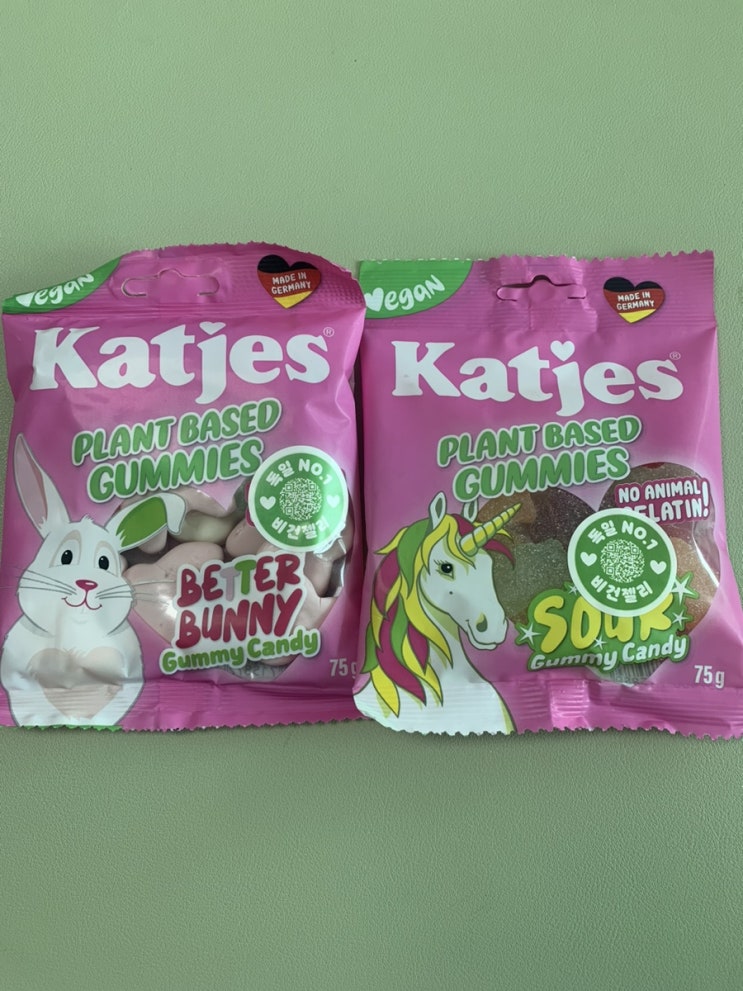 Vegan
MADE IN
GERMANY
Katjes®
PLANT BASED
GUMMIES
독일 NO.1
비건젤리
BETTER
BUNNY
Gummy Candy
75g
Vegan
MADE IN
GERMANY
Katjes®
PLANT BASED
GUMMIES
NO ANIMAL
GELATIN!
독일 NO.1
비건젤리
SOUR
Gummy Candy
75g